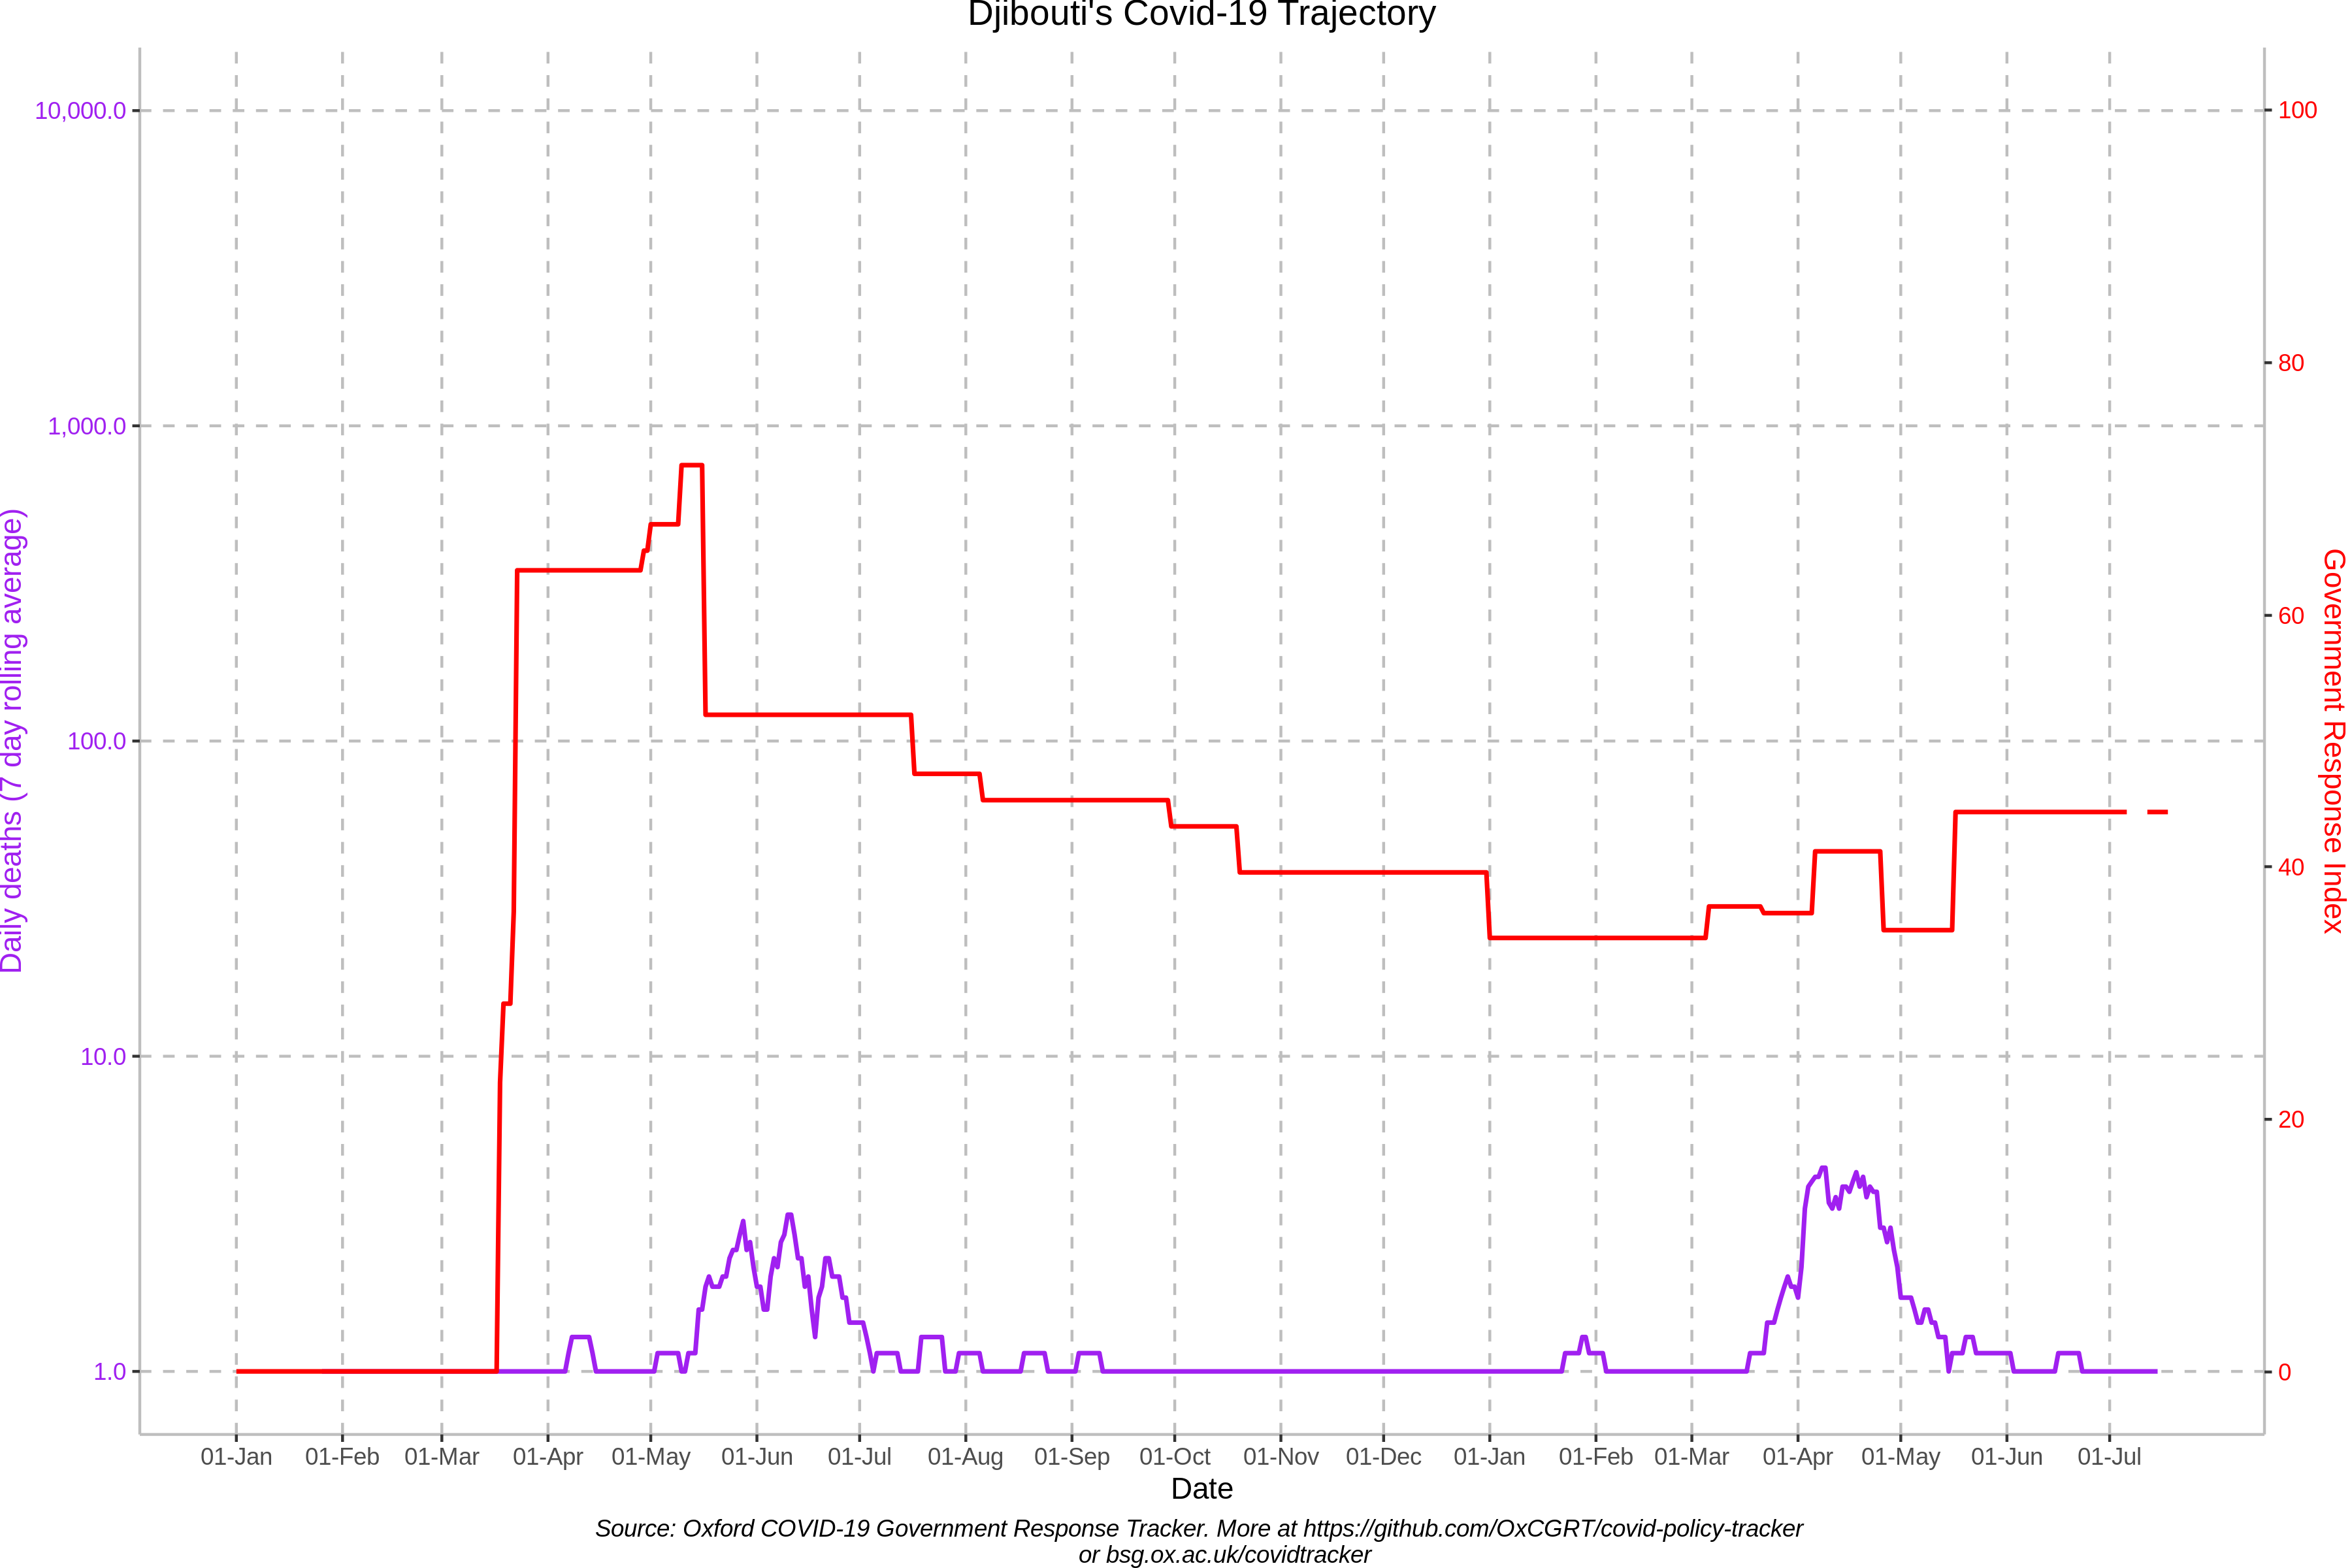 Djibouti's Covid-19 Trajectory
10,000.0
1,000.0
100.0
10.0
1.0
Daily deaths (7 day rolling average)
100
80
60
40
20
0
Government Response Index
01-Jan 01-Feb 01-Mar 01-Apr 01-May 01-Jun 01-Jul 01-Aug 01-Sep 01-Oct 01-Nov 01-Dec 01-Jan 01-Feb 01-Mar 01-Apr 01-May 01-Jun 01-Jul
Date
Source: Oxford COVID-19 Government Response Tracker. More at https://github.com/OxCGRT/covid-policy-tracker
or bsg.ox.ac.uk/covidtracker